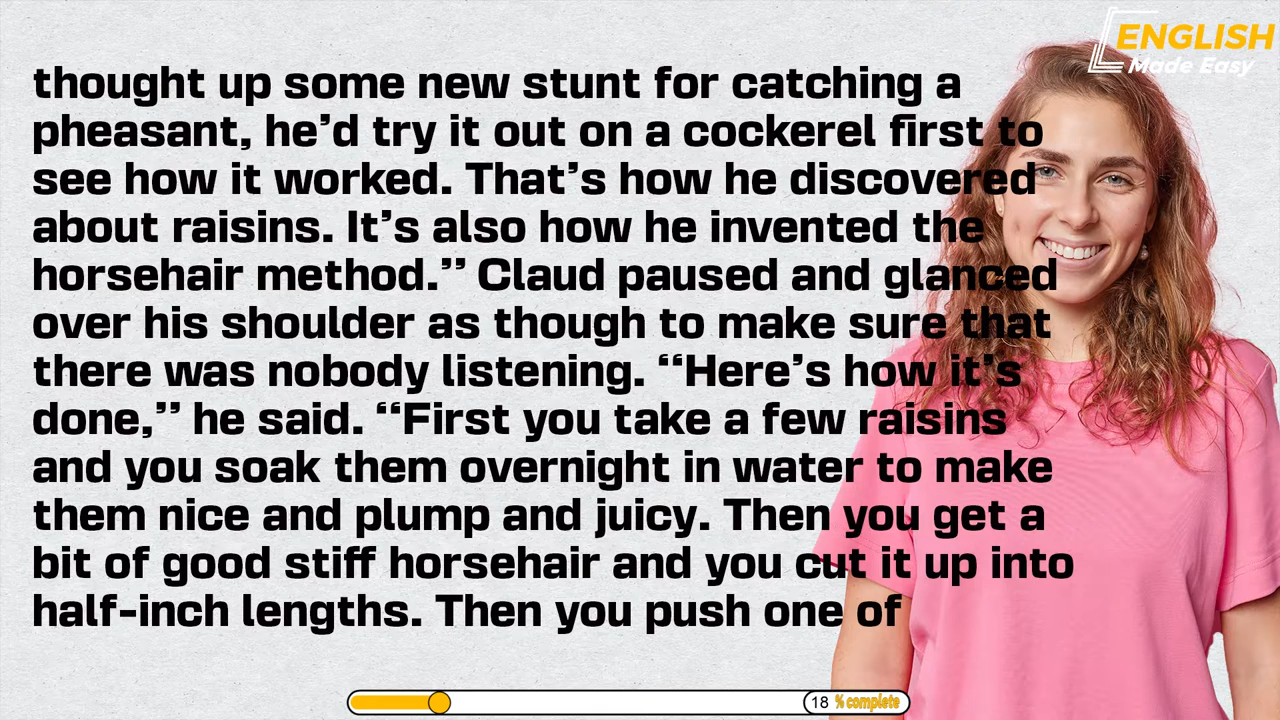 ENGLISH
Made Easy
thought up some new stunt for catching a
pheasant, he’d try it out on a cockerel first to
see how it worked. That’s how he discovered
about raisins. It’s also how he invented the
horsehair method.” Claud paused and glanced
over his shoulder as though to make sure that
there was nobody listening. “Here’s how it’s
done,” he said. “First you take a few raisins
and you soak them overnight in water to make
them nice and plump and juicy. Then you get a
bit of good stiff horsehair and you cut it up into
half-inch lengths. Then you push one of
18 % complete